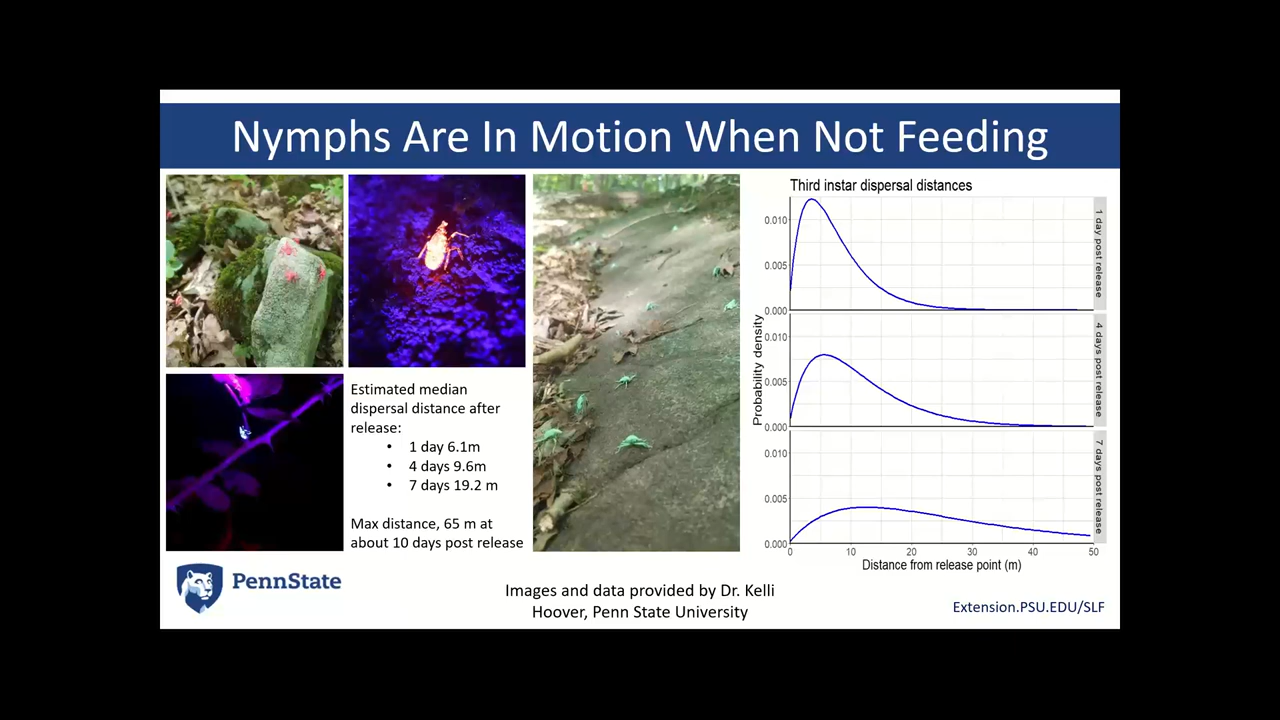 Nymphs Are In Motion When Not Feeding
Estimated median
dispersal distance after
release:
• 1 day 6.1m
• 4 days 9.6m
• 7 days 19.2 m
Max distance, 65 m at
about 10 days post release
Third instar dispersal distances
Probability density
0.010
0.005
0.000
1 day post release
0.010
0.005
0.000
4 days post release
0.010
0.005
0.000
7 days post release
0 10 20 30 40 50
Distance from release point (m)
PennState
Images and data provided by Dr. Kelli
Hoover, Penn State University
Extension.PSU.EDU/SLF